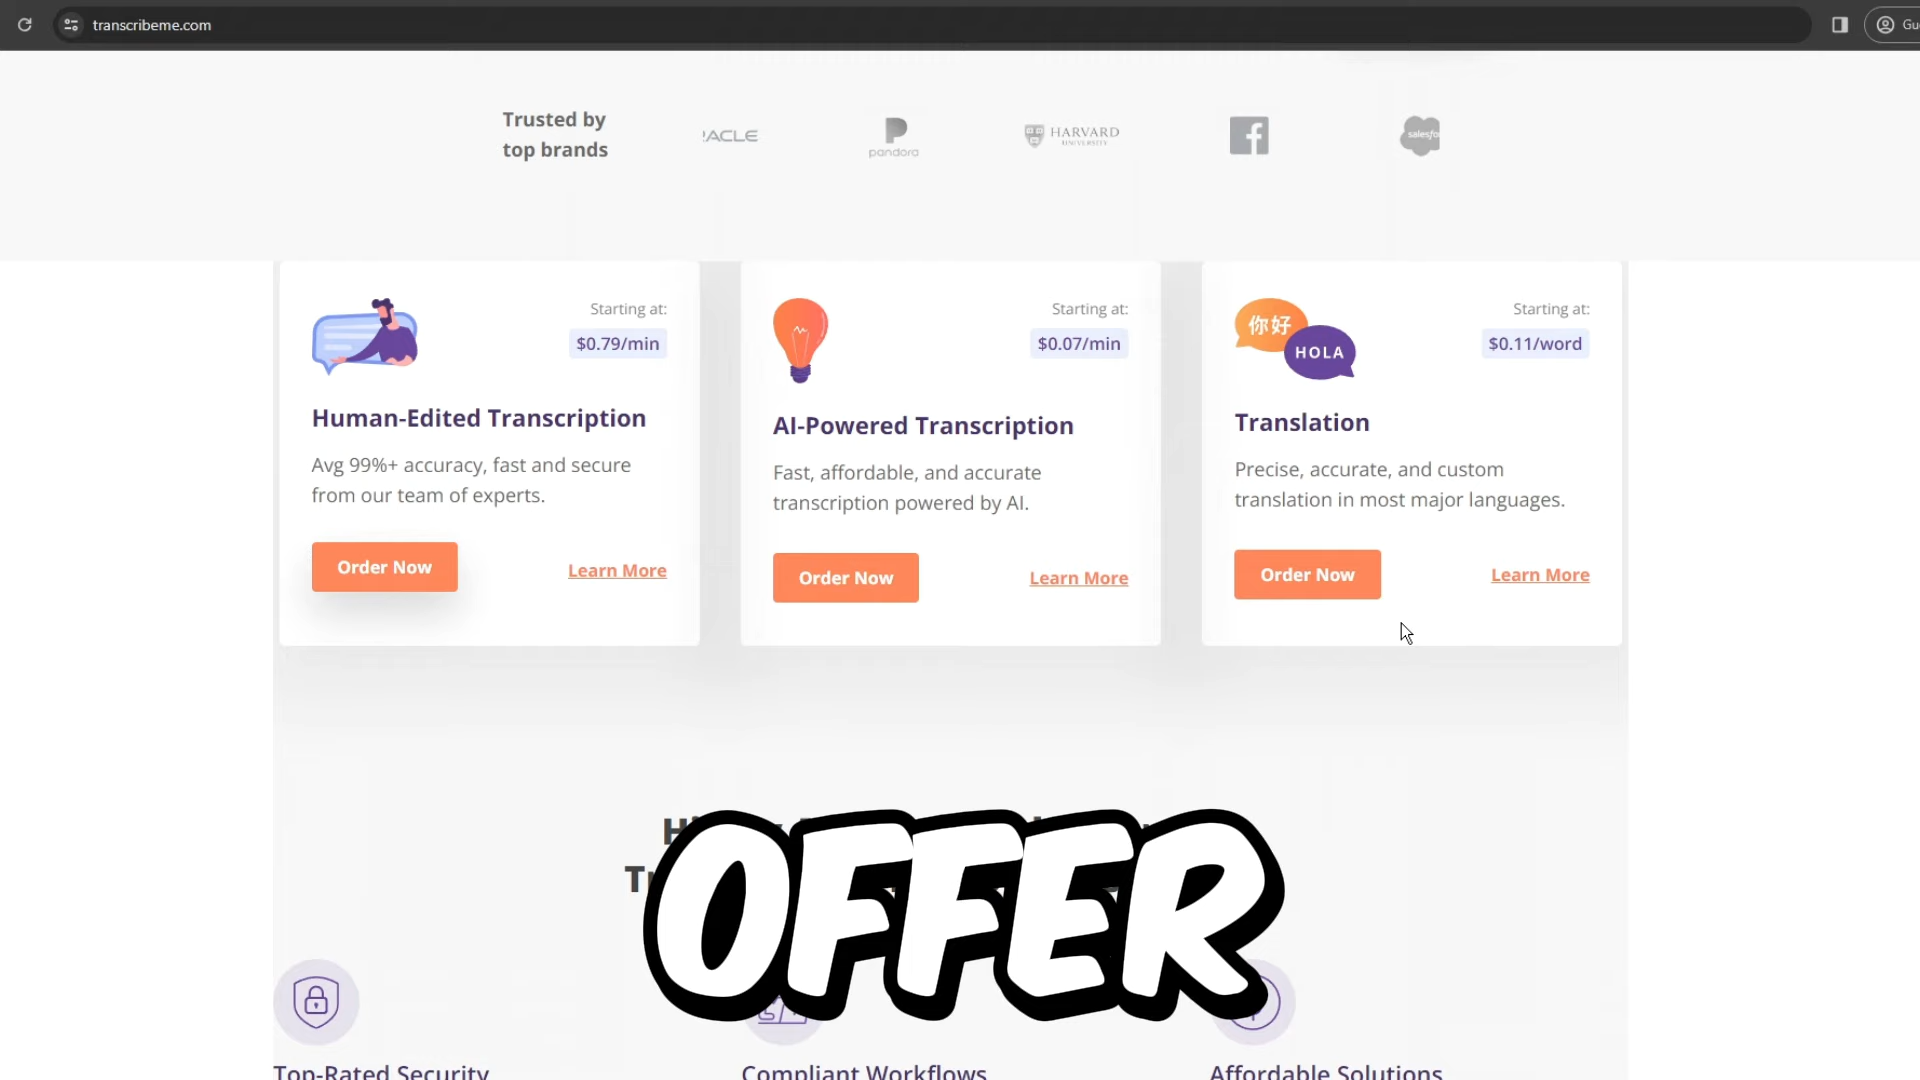 transcribeme.com
Trusted by
top brands
pandora
HARVARD
UNIVERSITY
Starting at:
$0.79/min
Human-Edited Transcription
Avg 99%+ accuracy, fast and secure
from our team of experts.
Order Now
Learn More
Starting at:
$0.07/min
AI-Powered Transcription
Fast, affordable, and accurate
transcription powered by AI.
Order Now
Learn More
你好
HOLA
Starting at:
$0.11/word
Translation
Precise, accurate, and custom
translation in most major languages.
Order Now
Learn More
OFFER
Top-Rated Security
Compliant Workflows
Affordable Solutions